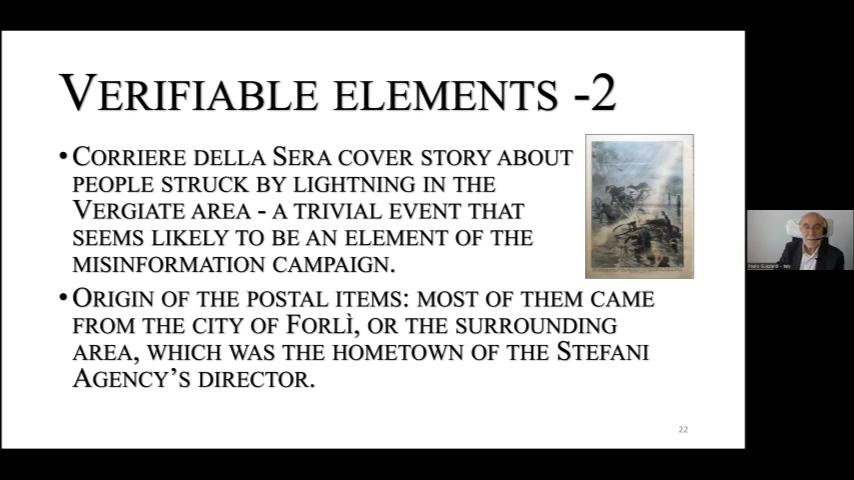 VERIFIABLE ELEMENTS -2
• CORRIERE DELLA SERA COVER STORY ABOUT
PEOPLE STRUCK BY LIGHTNING IN THE
VERGIATE AREA - A TRIVIAL EVENT THAT
SEEMS LIKELY TO BE AN ELEMENT OF THE
MISINFORMATION CAMPAIGN.
• ORIGIN OF THE POSTAL ITEMS: MOST OF THEM CAME
FROM THE CITY OF FORLÌ, OR THE SURROUNDING
AREA, WHICH WAS THE HOMETOWN OF THE STEFANI
AGENCY’S DIRECTOR.
22